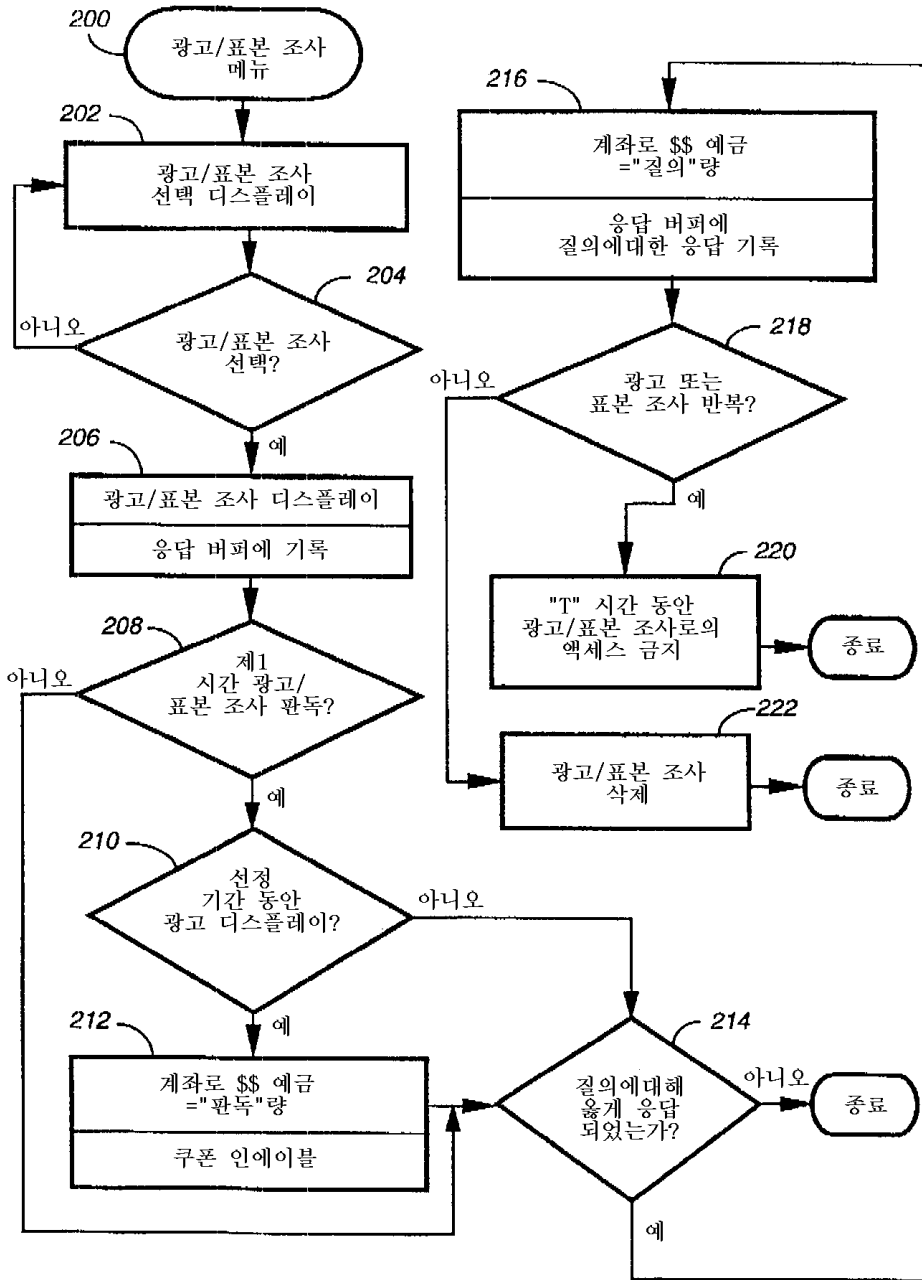 200
광고/표본 조사
메뉴
202
광고/표본 조사
선택 디스플레이
204
아니오
광고/표본 조사
선택?
예
206
광고/표본 조사 디스플레이
응답 버퍼에 기록
208
아니오
제1
시간 광고/
표본 조사 판독?
예
210
선정
기간 동안
광고 디스플레이?
아니오
예
212
계좌로 $$ 예금
="판독"량
쿠폰 인에이블
214
질의에대해
옳게 응답
되었는가?
아니오
종료
예
216
계좌로 $$ 예금
="질의"량
응답 버퍼에
질의에대한 응답 기록
218
아니오
광고 또는
표본 조사 반복?
예
220
"T" 시간 동안
광고/표본 조사로의
액세스 금지
종료
222
광고/표본 조사
삭제
종료